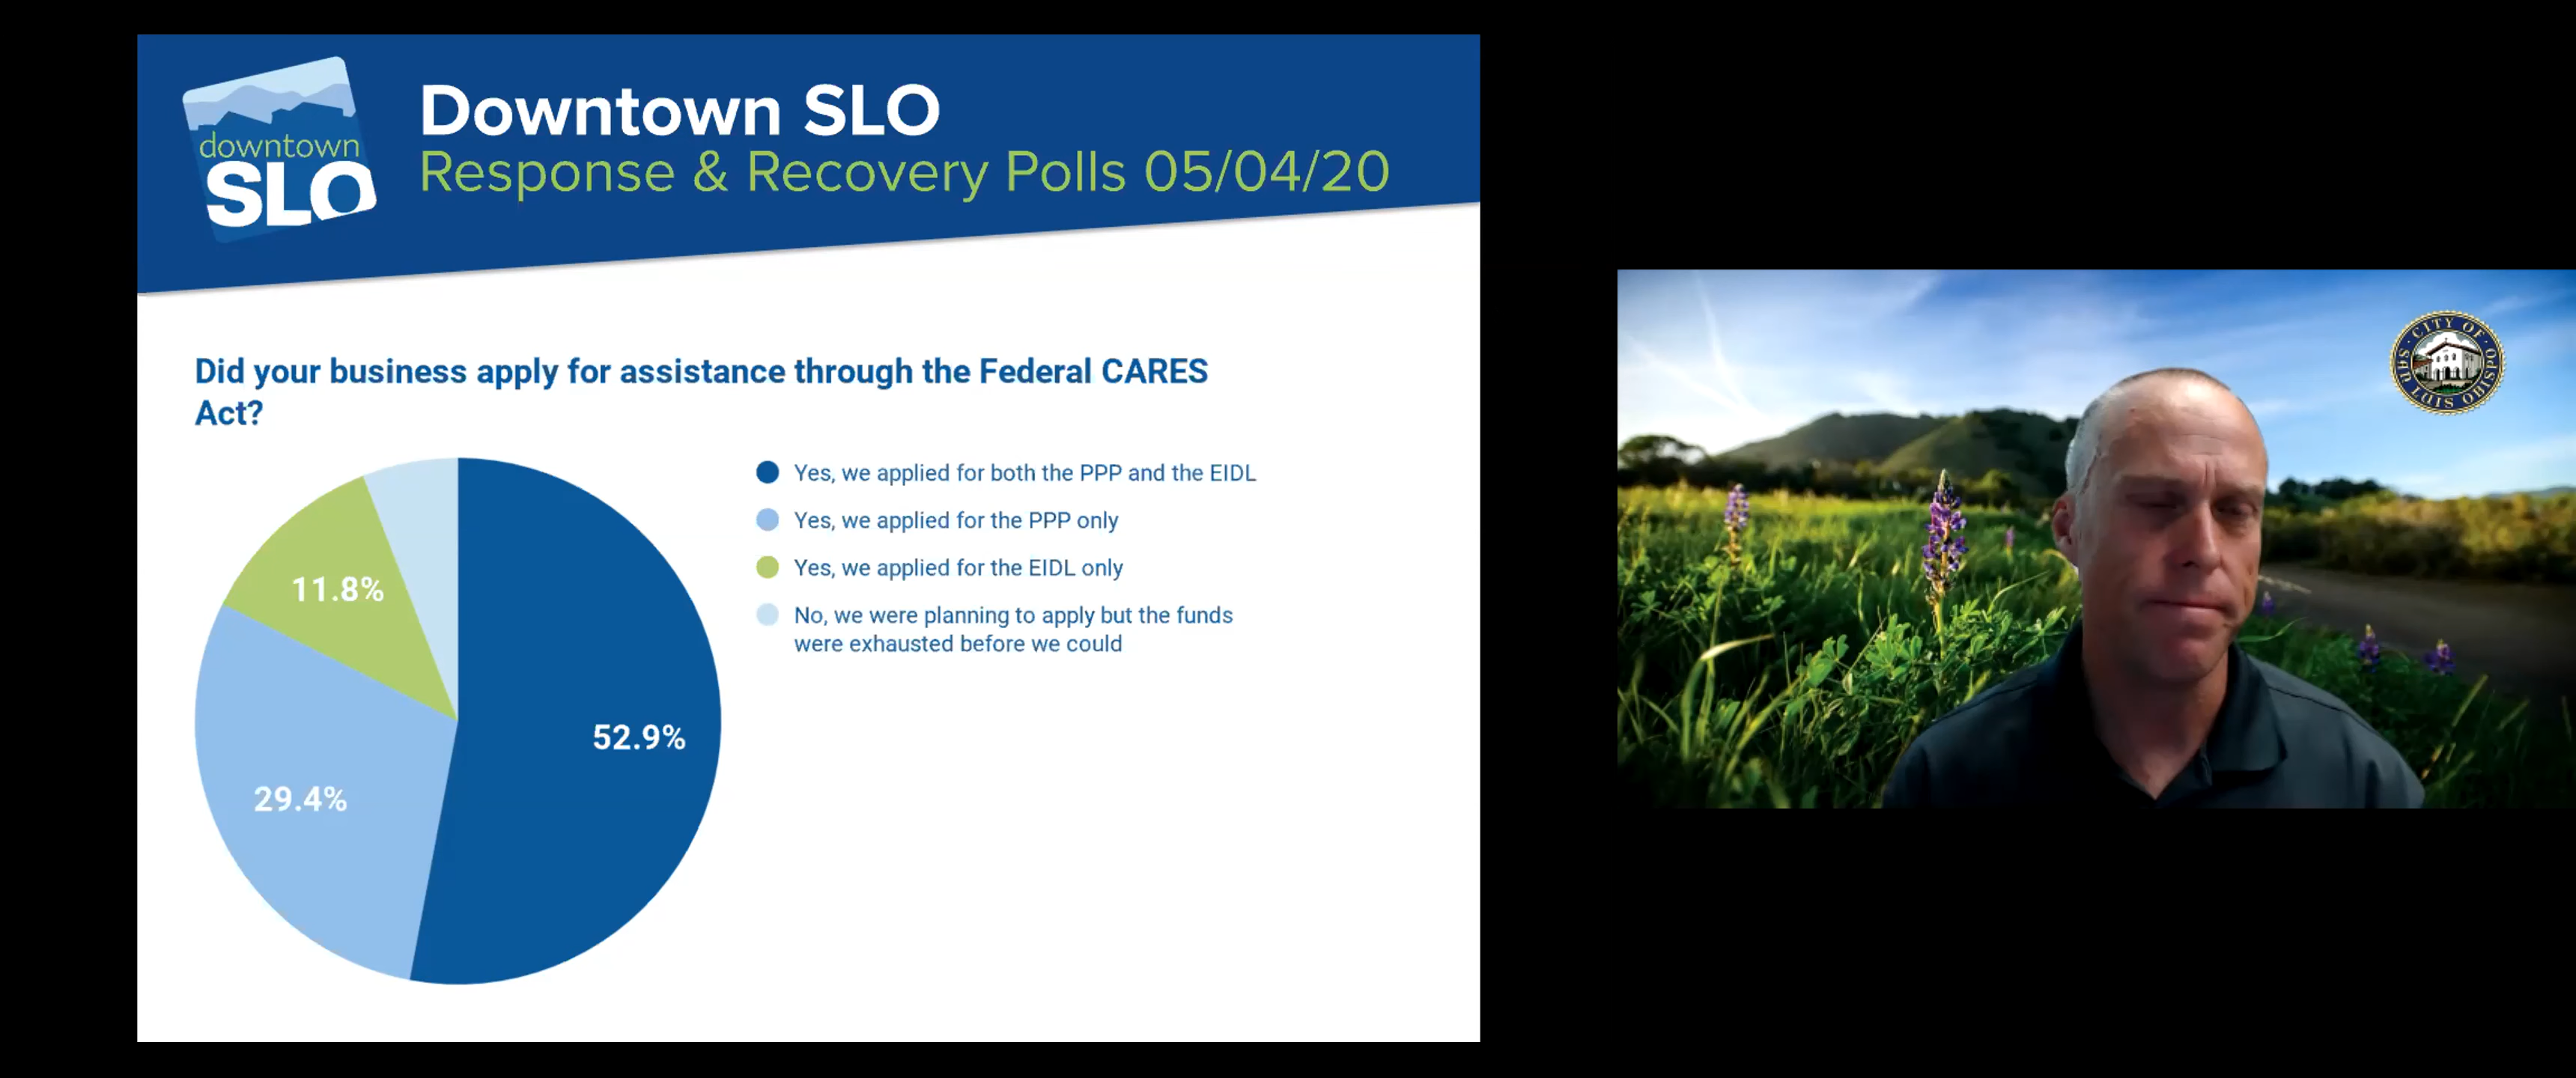 downtown
SLO
Downtown SLO
Response & Recovery Polls 05/04/20
Did your business apply for assistance through the Federal CARES
Act?
11.8%
52.9%
29.4%
Yes, we applied for both the PPP and the EIDL
Yes, we applied for the PPP only
Yes, we applied for the EIDL only
No, we were planning to apply but the funds
were exhausted before we could
CITY OF
SAN LUIS OBISPO